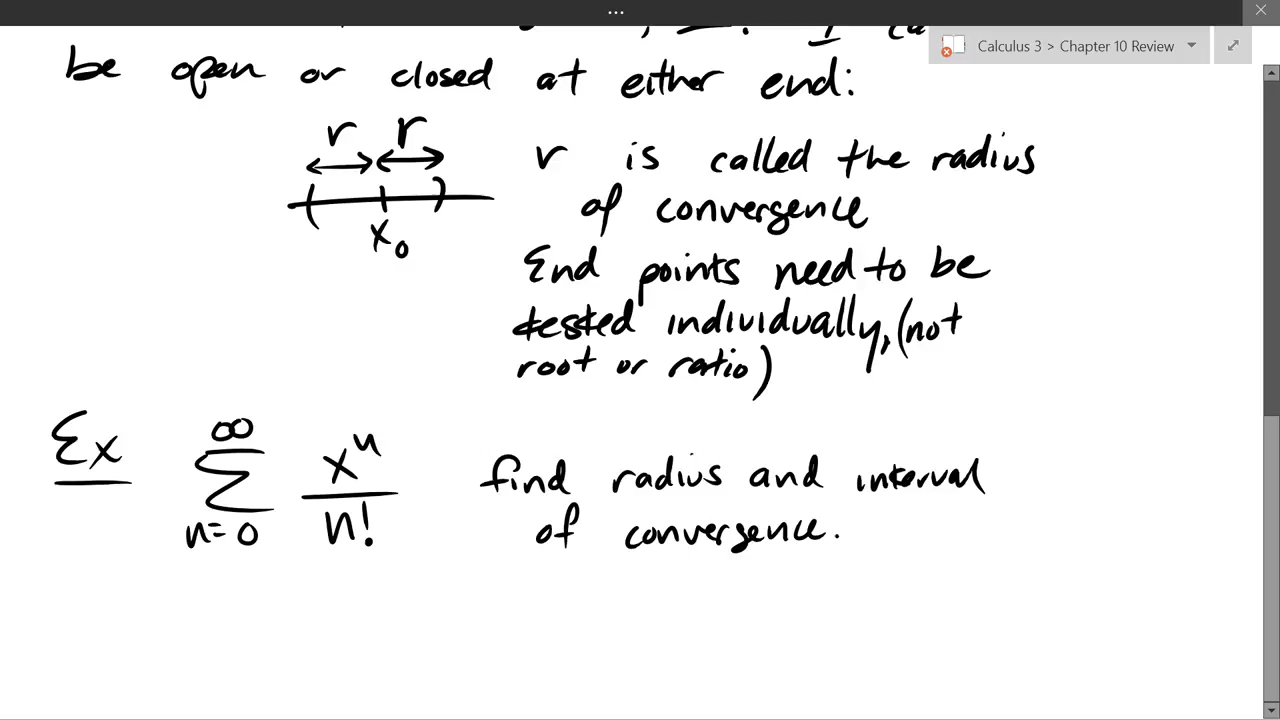 Calculus 3 > Chapter 10 Review
be open or closed at either end:
r r
x₀
r is called the radius
of convergence
End points need to be
tested individually, (not
root or ratio)
Ex ∞ Σ n=0 xⁿ/n! find radius and interval
of convergence.